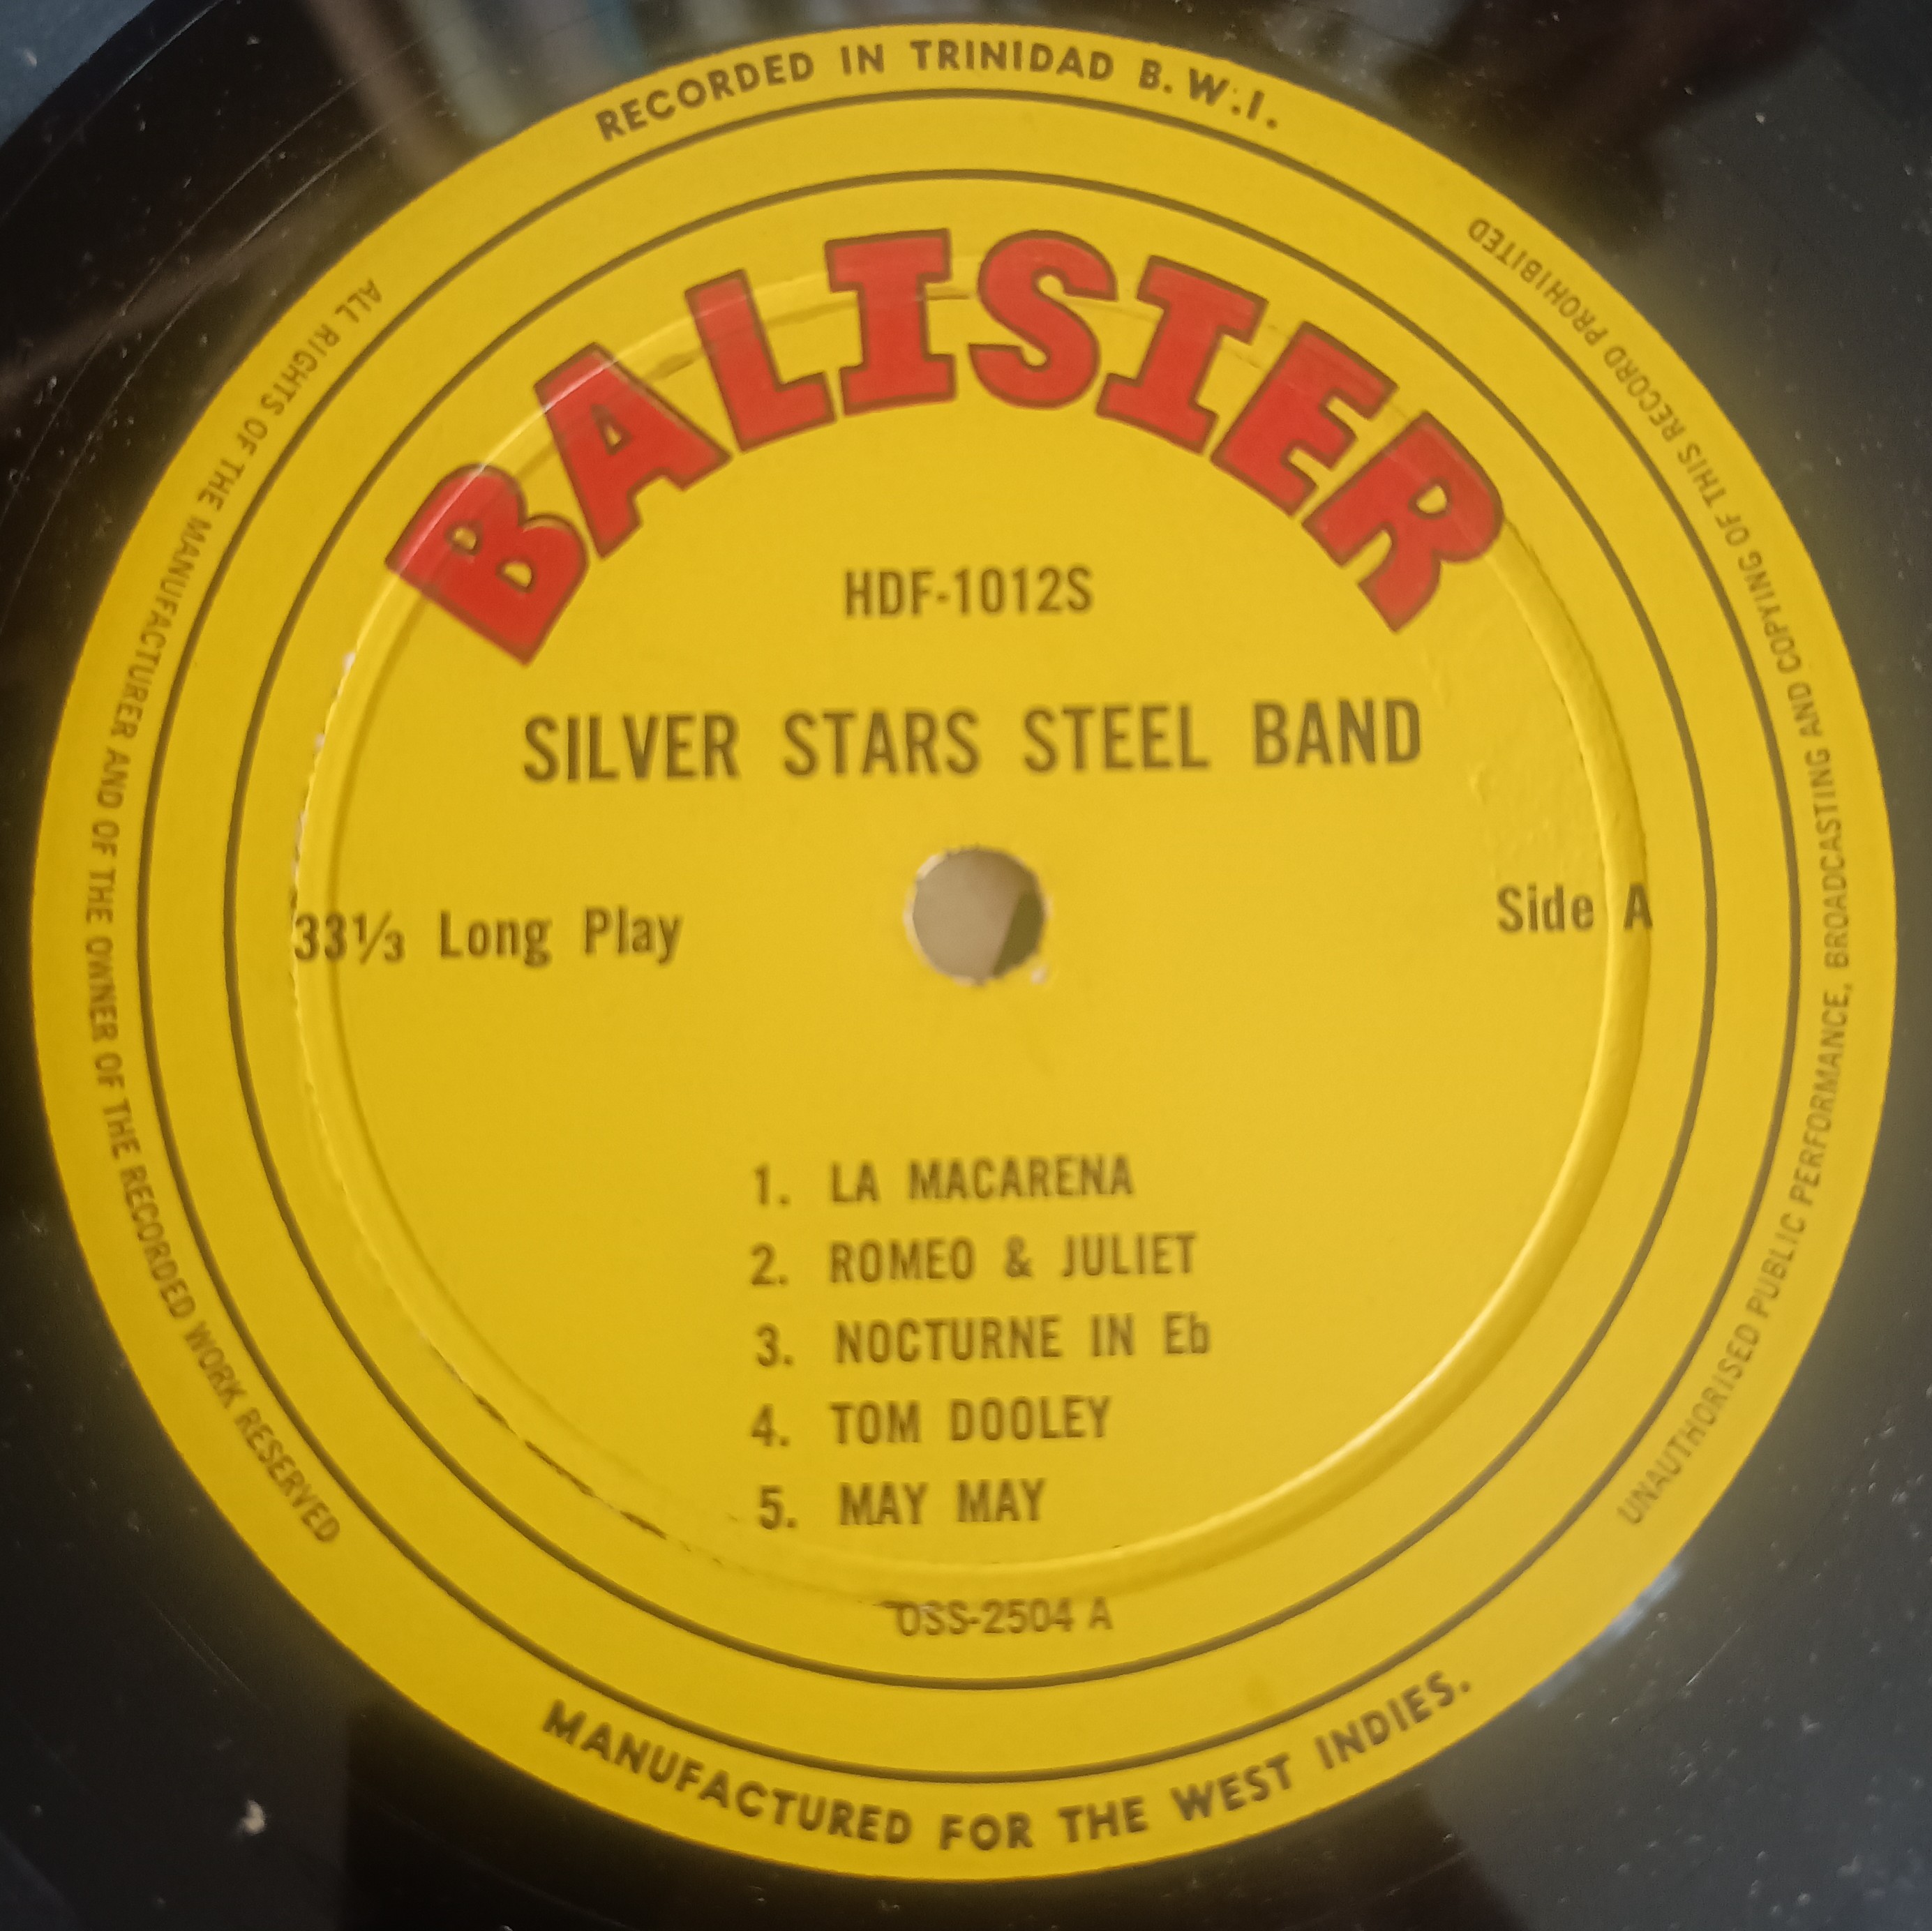 RECORDED IN TRINIDAD B.W.I.
BALISIER
HDF-1012S
SILVER STARS STEEL BAND
33⅓ Long Play
Side A
1. LA MACARENA
2. ROMEO & JULIET
3. NOCTURNE IN Eb
4. TOM DOOLEY
5. MAY MAY
OSS-2504 A
MANUFACTURED FOR THE WEST INDIES.
ALL RIGHTS OF THE MANUFACTURER AND OF THE OWNER OF THE RECORDED WORK RESERVED
UNAUTHORISED PUBLIC PERFORMANCE, BROADCASTING AND COPYING OF THIS RECORD PROHIBITED